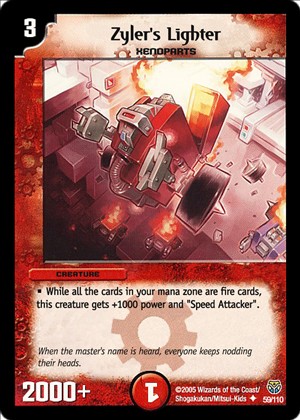 3
Zyler's Lighter
XENOPARTS
CREATURE
▪ While all the cards in your mana zone are fire cards,
this creature gets +1000 power and "Speed Attacker".
When the master's name is heard, everyone keeps nodding
their heads.
2000+
1
©2005 Wizards of the Coast/
Shogakukan/Mitsui-Kids ✦ 59/110